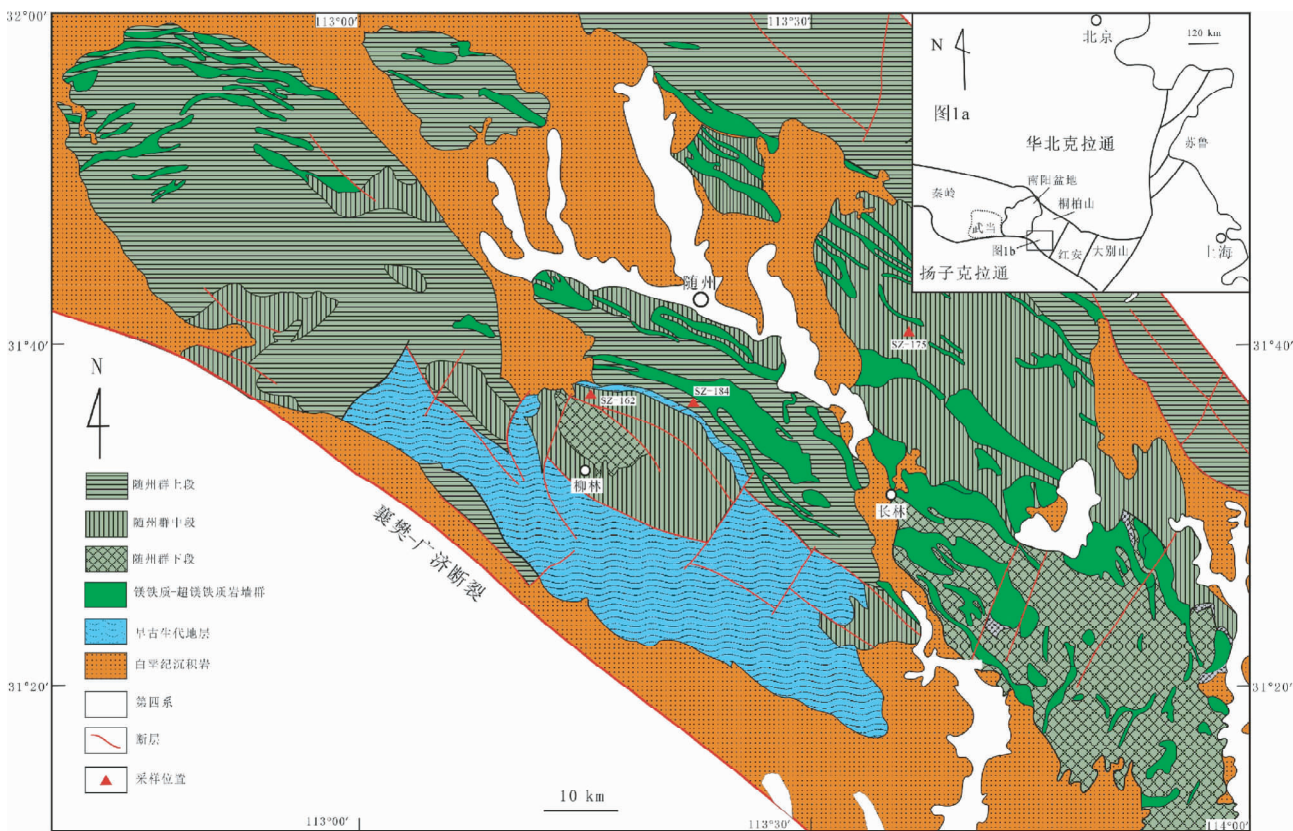 32°00′
113°00′
113°30′
北京
120 km
N
图1a
华北克拉通
苏鲁
南阳盆地
秦岭
桐柏山
武当
图1b
红安
大别山
上海
扬子克拉通
随州
31°40′
31°40′
SZ-175
N
SZ-184
SZ-162
柳林
长林
随州群上段
随州群中段
随州群下段
镁铁质-超镁铁质岩墙群
早古生代地层
白垩纪沉积岩
第四系
断层
采样位置
襄樊-广济断裂
31°20′
31°20′
10 km
113°00′
113°30′
114°00′